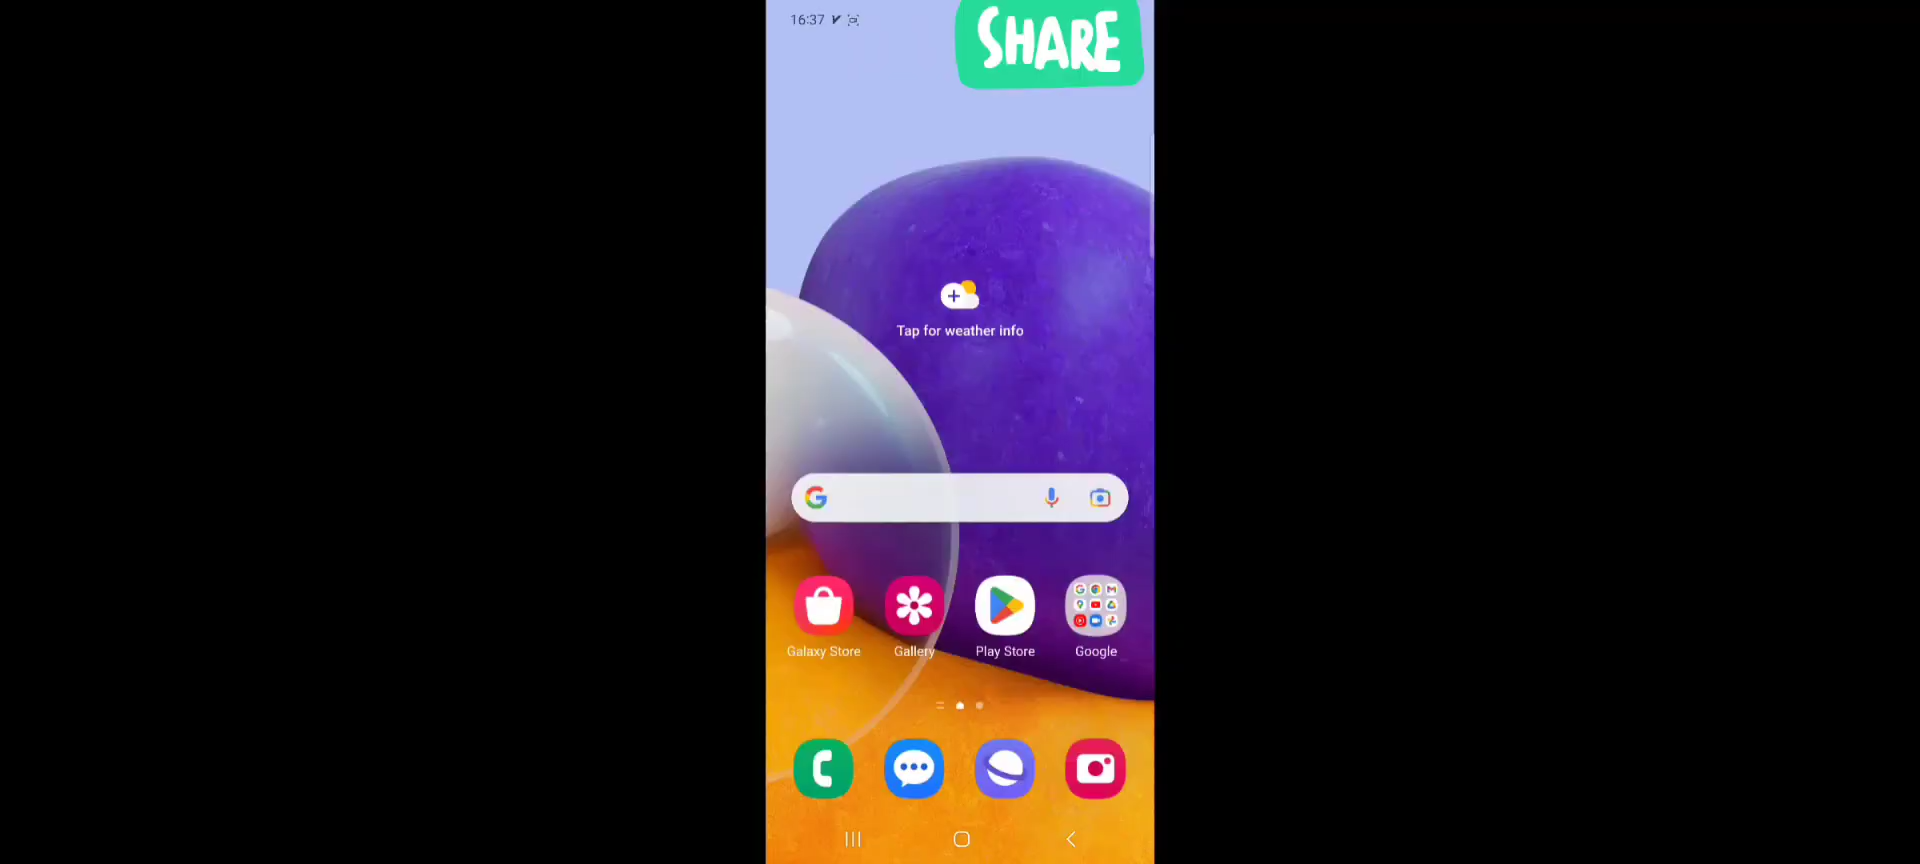 16:37
SHARE
Tap for weather info
Galaxy Store
Gallery
Play Store
Google